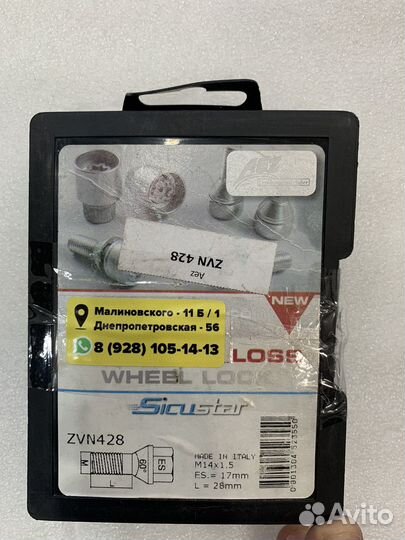 AEZ
Aez
ZVN 428
NEW
Малиновского - 11 Б / 1
Днепропетровская - 56
8 (928) 105-14-13
LOSS
WHEEL LOCK
Sicustar
ZVN428
M
L
60°
ES
MADE IN ITALY
M14x1.5
ES.= 17mm
L = 28mm
Avito